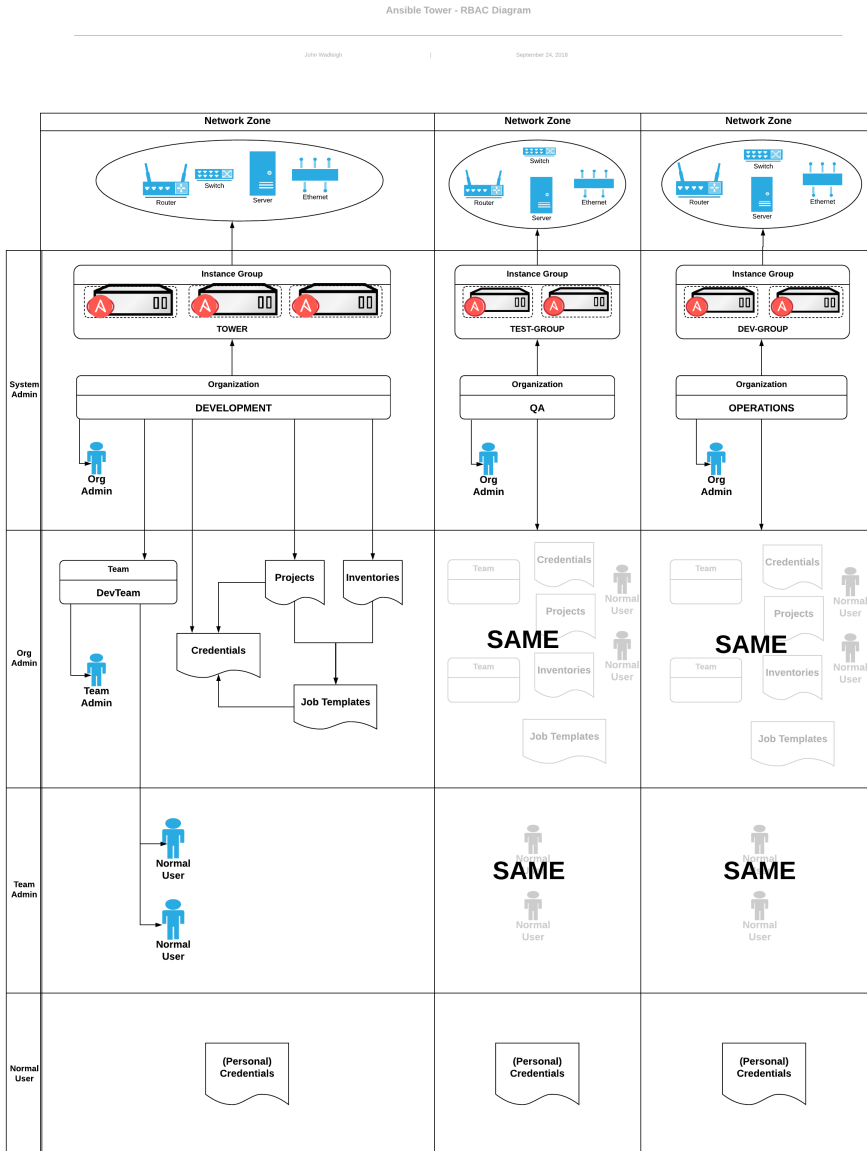 Ansible Tower - RBAC Diagram
John Wadleigh | September 24, 2018
Network Zone
Network Zone
Network Zone
Router
Switch
Server
Ethernet
Router
Switch
Server
Ethernet
Router
Switch
Server
Ethernet
System
Admin
Instance Group
TOWER
Instance Group
TEST-GROUP
Instance Group
DEV-GROUP
Organization
DEVELOPMENT
Organization
QA
Organization
OPERATIONS
Org
Admin
Org
Admin
Org
Admin
Org
Admin
Team
DevTeam
Projects
Inventories
Credentials
Team
Admin
Job Templates
Team
Credentials
Normal
User
Projects
SAME
Team
Inventories
Normal
User
Job Templates
Team
Credentials
Normal
User
Projects
SAME
Team
Inventories
Normal
User
Job Templates
Team
Admin
Normal
User
Normal
User
Normal
User
SAME
Normal
User
Normal
User
SAME
Normal
User
Normal
User
(Personal)
Credentials
(Personal)
Credentials
(Personal)
Credentials